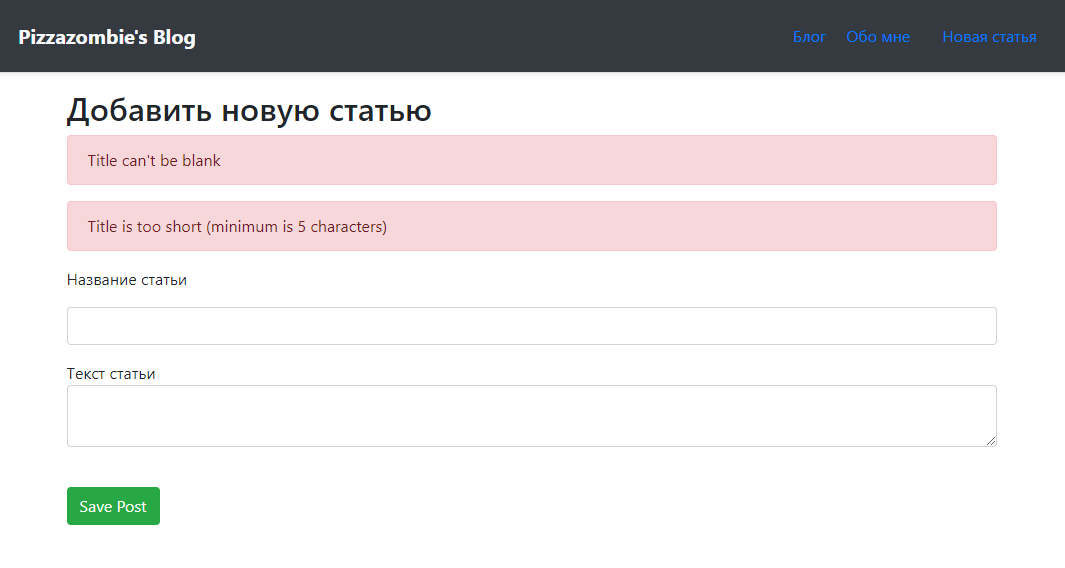 Pizzazombie's Blog
Блог Обо мне Новая статья
Добавить новую статью
Title can't be blank
Title is too short (minimum is 5 characters)
Название статьи
Текст статьи
Save Post